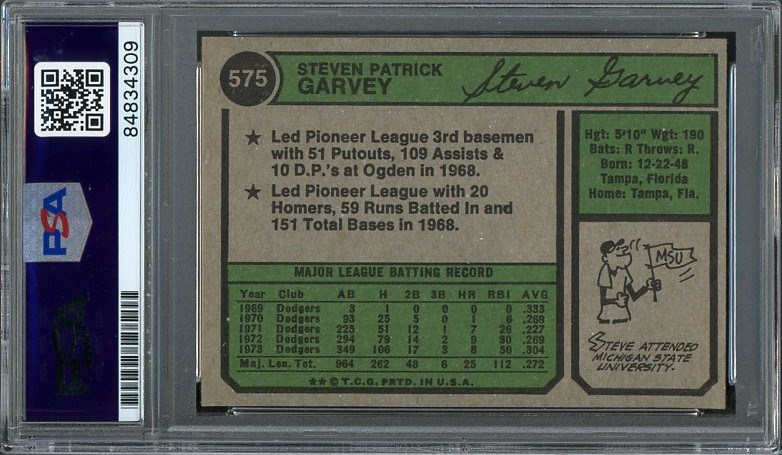 84834309
PSA
575
STEVEN PATRICK
GARVEY
Steven Garvey
★ Led Pioneer League 3rd basemen
with 51 Putouts, 109 Assists &
10 D.P.'s at Ogden in 1968.
★ Led Pioneer League with 20
Homers, 59 Runs Batted In and
151 Total Bases in 1968.
Hgt: 5'10" Wgt: 190
Bats: R Throws: R.
Born: 12-22-48
Tampa, Florida
Home: Tampa, Fla.
MSU
STEVE ATTENDED
MICHIGAN STATE
UNIVERSITY.
MAJOR LEAGUE BATTING RECORD
Year Club AB H 2B 3B HR RBI AVG
1969 Dodgers 3 1 0 0 0 0 .333
1970 Dodgers 93 25 5 0 1 6 .268
1971 Dodgers 225 51 12 1 7 26 .227
1972 Dodgers 294 79 14 2 9 30 .269
1973 Dodgers 349 106 17 3 8 50 .304
Maj. Lea. Tot. 964 262 48 6 25 112 .272
★★ © T.C.G. PRTD. IN U.S.A.